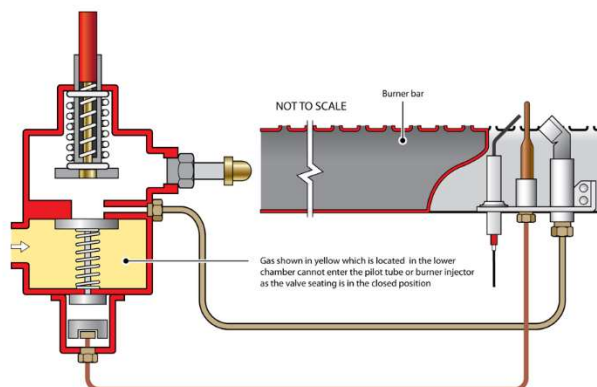 Burner bar
NOT TO SCALE
Gas shown in yellow which is located in the lower
chamber cannot enter the pilot tube or burner injector
as the valve seating is in the closed position